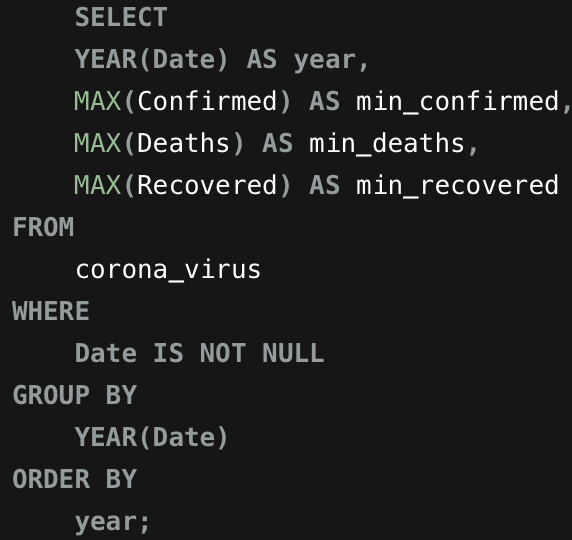 SELECT
YEAR(Date) AS year,
MAX(Confirmed) AS min_confirmed,
MAX(Deaths) AS min_deaths,
MAX(Recovered) AS min_recovered
FROM
corona_virus
WHERE
Date IS NOT NULL
GROUP BY
YEAR(Date)
ORDER BY
year;